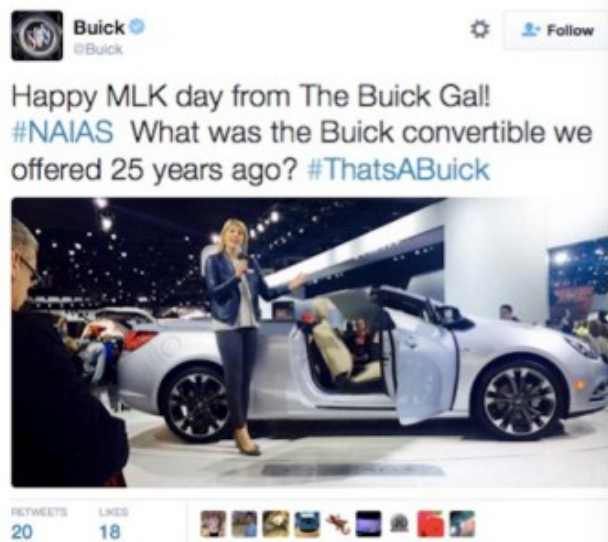 Buick
@Buick
Follow
Happy MLK day from The Buick Gal!
#NAIAS What was the Buick convertible we
offered 25 years ago? #ThatsABuick
RETWEETS LIKES
20 18